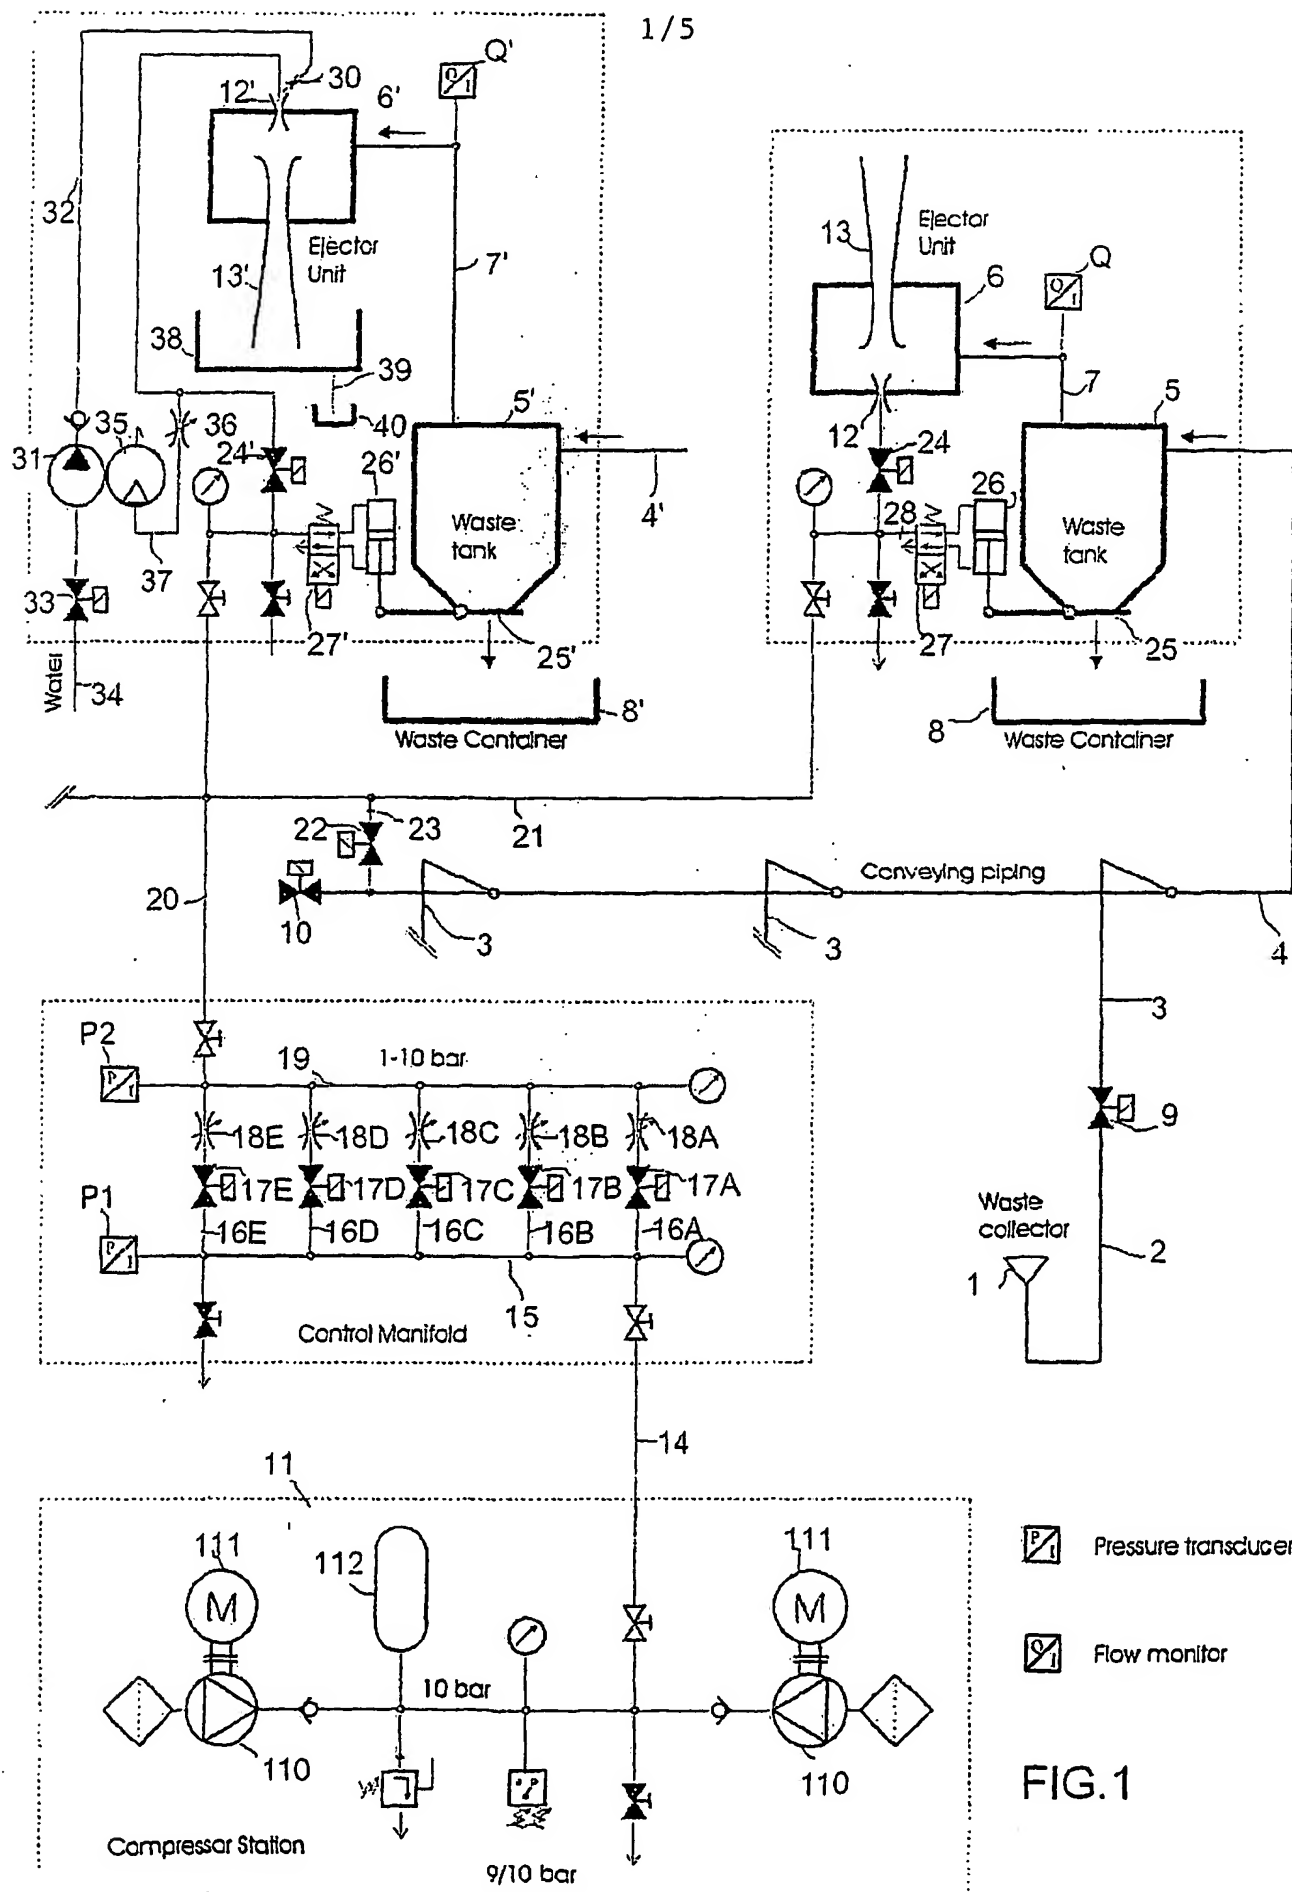 1/5
Q'
30
12'
6'
32
Ejector
Unit
13'
7'
38
39
40
5'
31
35
36
24'
26'
4'
Waste
tank
37
33
27'
25'
Water
34
8'
Waste Container
13
Ejector
Unit
Q
6
7
5
12
24
26
28
Waste
tank
27
25
8
Waste Container
22
23
21
20
10
3
3
Conveying piping
4
3
P2
19
1-10 bar
18E
18D
18C
18B
18A
9
17E
17D
17C
17B
17A
P1
16E
16D
16C
16B
16A
Waste
collector
2
1
15
Control Manifold
14
11
111
112
111
M
M
P
I
Pressure transducer
10 bar
Q
I
Flow monitor
110
110
FIG.1
Compressor Station
9/10 bar